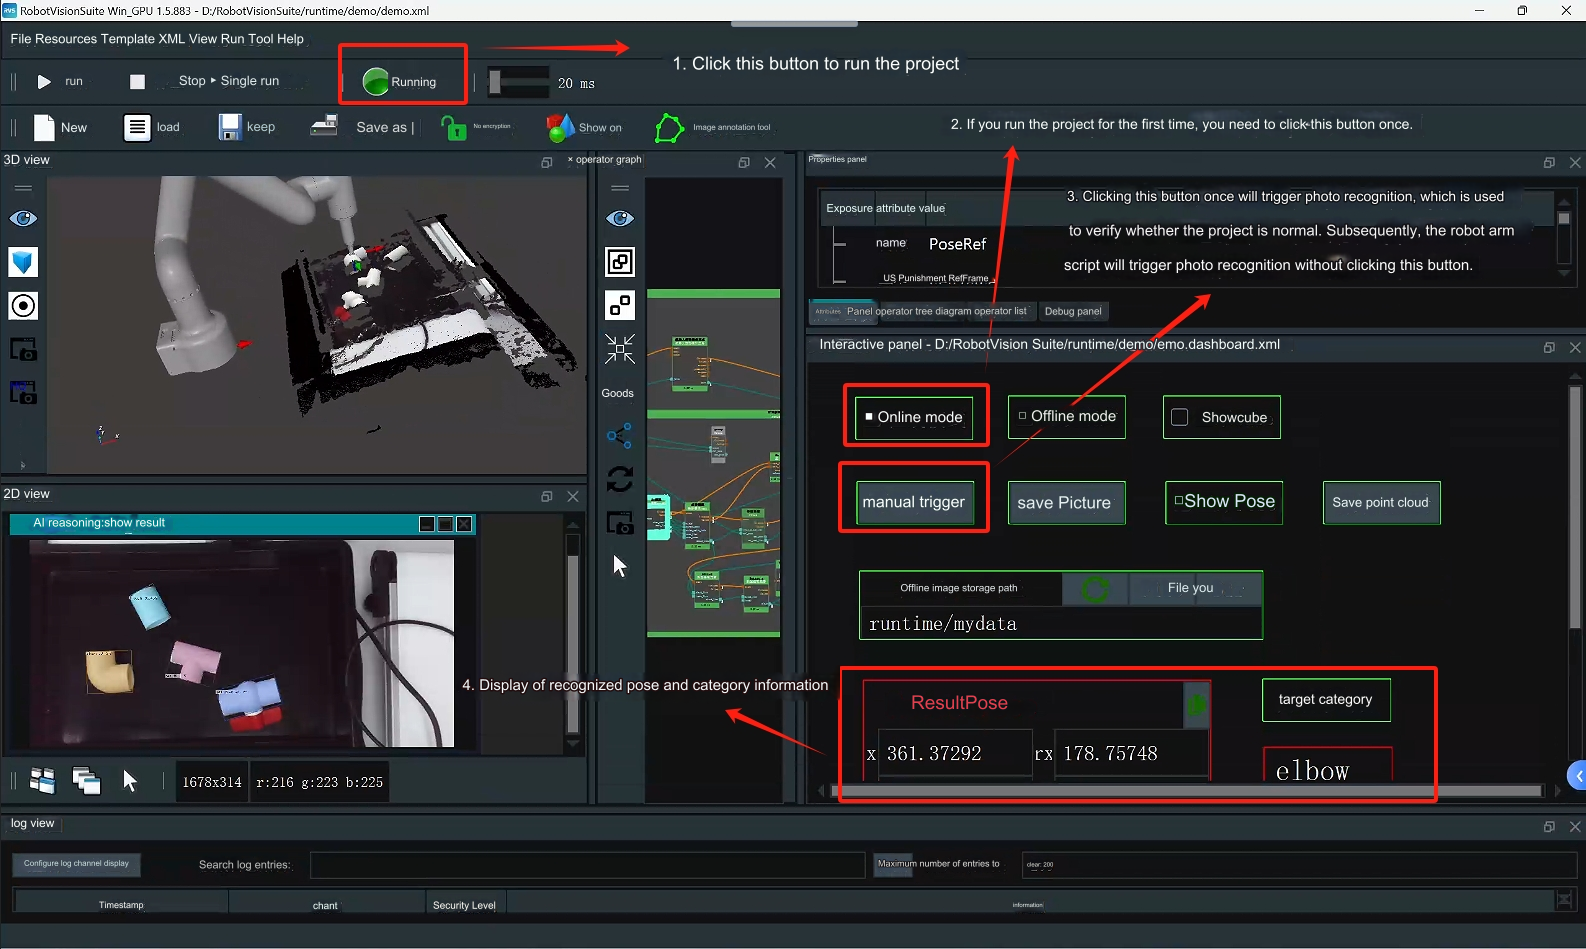 RobotVisionSuite Win_GPU 1.5.883 - D:/RobotVisionSuite/runtime/demo/demo.xml
File Resources Template XML View Run Tool Help
run
Stop ▸ Single run
Running
20 ms
1. Click this button to run the project
New
load
keep
Save as |
No encryption
Show on
Image annotation tool
2. If you run the project for the first time, you need to click this button once.
3D view
× operator graph
Properties panel
Exposure attribute value
name
PoseRef
US Punishment RefFrame
3. Clicking this button once will trigger photo recognition, which is used
to verify whether the project is normal. Subsequently, the robot arm
script will trigger photo recognition without clicking this button.
Attributes
Panel operator tree diagram operator list
Debug panel
Interactive panel - D:/RobotVision Suite/runtime/demo/emo.dashboard.xml
Goods
Online mode
Offline mode
Showcube
manual trigger
save Picture
Show Pose
Save point cloud
2D view
AI reasoning:show result
Offline image storage path
File you
runtime/mydata
4. Display of recognized pose and category information
ResultPose
target category
x 361.37292
rx 178.75748
elbow
1678x314
r:216 g:223 b:225
log view
Configure log channel display
Search log entries:
Maximum number of entries to
clear: 200
Timestamp
chant
Security Level
information